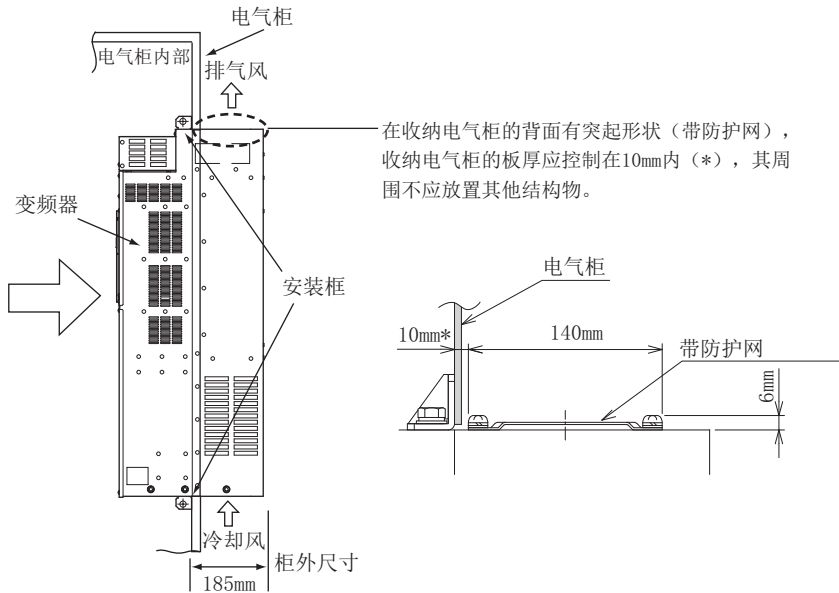 电气柜
电气柜内部
排气风
在收纳电气柜的背面有突起形状（带防护网），
收纳电气柜的板厚应控制在10mm内（*），其周
围不应放置其他结构物。
变频器
安装框
电气柜
10mm*
140mm
带防护网
6mm
冷却风
柜外尺寸
185mm